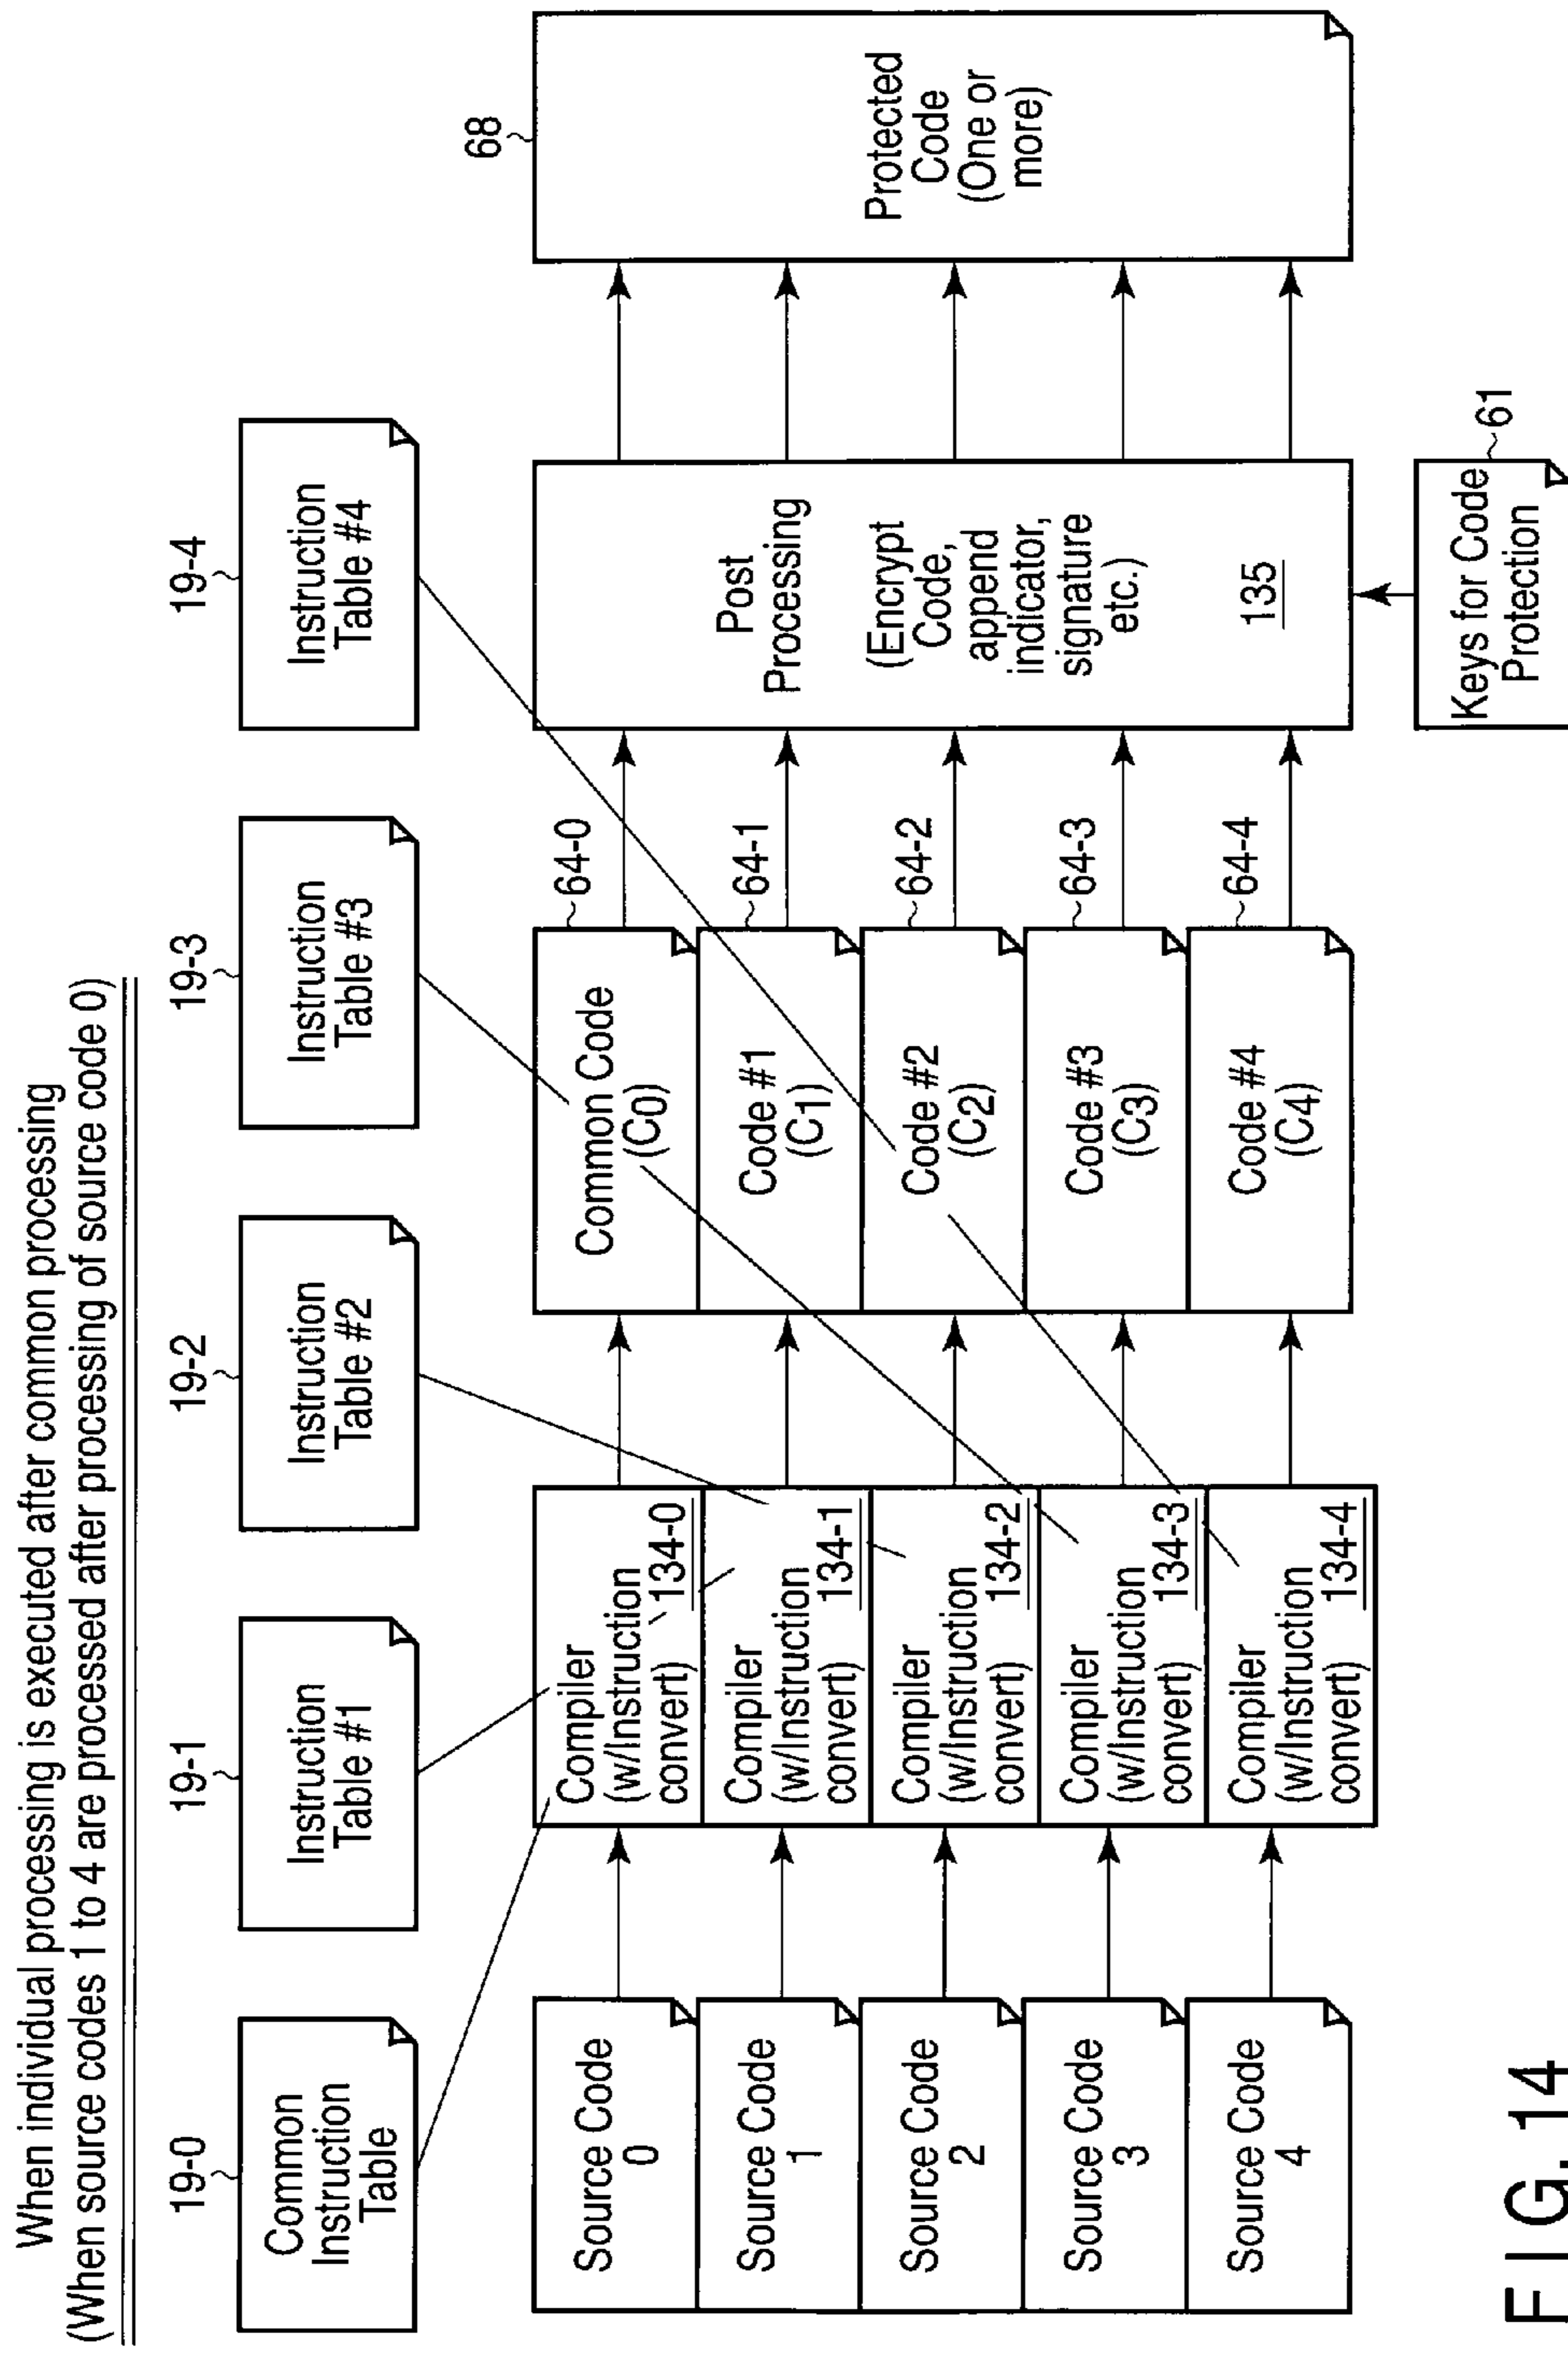 When individual processing is executed after common processing
(When source codes 1 to 4 are processed after processing of source code 0)
19-0
19-1
19-2
19-3
19-4
Common
Instruction
Table
Instruction
Table #1
Instruction
Table #2
Instruction
Table #3
Instruction
Table #4
Source Code
0
Source Code
1
Source Code
2
Source Code
3
Source Code
4
Compiler
(w/Instruction
convert)
134-0
Compiler
(w/Instruction
convert)
134-1
Compiler
(w/Instruction
convert)
134-2
Compiler
(w/Instruction
convert)
134-3
Compiler
(w/Instruction
convert)
134-4
Common Code
(C0)
64-0
Code #1
(C1)
64-1
Code #2
(C2)
64-2
Code #3
(C3)
64-3
Code #4
(C4)
64-4
Post
Processing
(Encrypt
Code,
append
indicator,
signature
etc.)
135
68
Protected
Code
(One or
more)
Keys for Code
Protection
61
FIG. 14